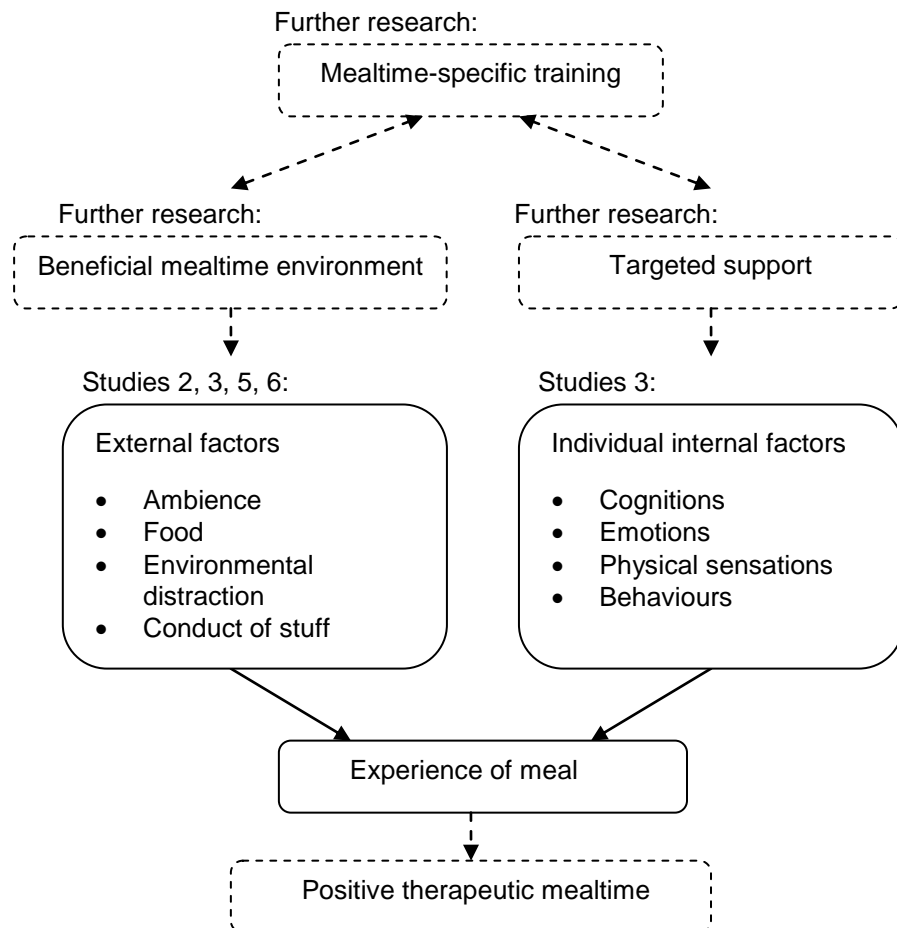 Further research:
Mealtime-specific training
Further research:
Beneficial mealtime environment
Further research:
Targeted support
Studies 2, 3, 5, 6:
External factors
• Ambience
• Food
• Environmental
distraction
• Conduct of stuff
Studies 3:
Individual internal factors
• Cognitions
• Emotions
• Physical sensations
• Behaviours
Experience of meal
Positive therapeutic mealtime